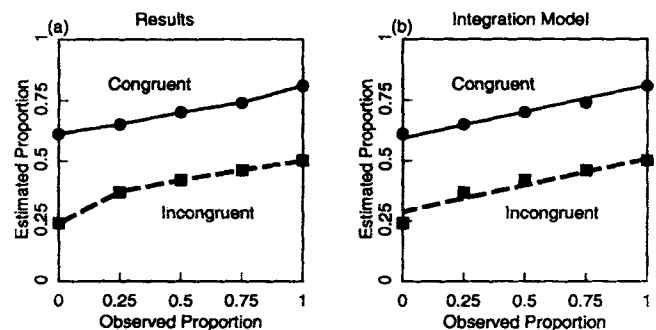 Results
Integration Model
(a)
1
0.75
0.5
0.25
0
Estimated Proportion
Congruent
Incongruent
0 0.25 0.5 0.75 1
Observed Proportion
(b)
1
0.75
0.5
0.25
0
Estimated Proportion
Congruent
Incongruent
0 0.25 0.5 0.75 1
Observed Proportion